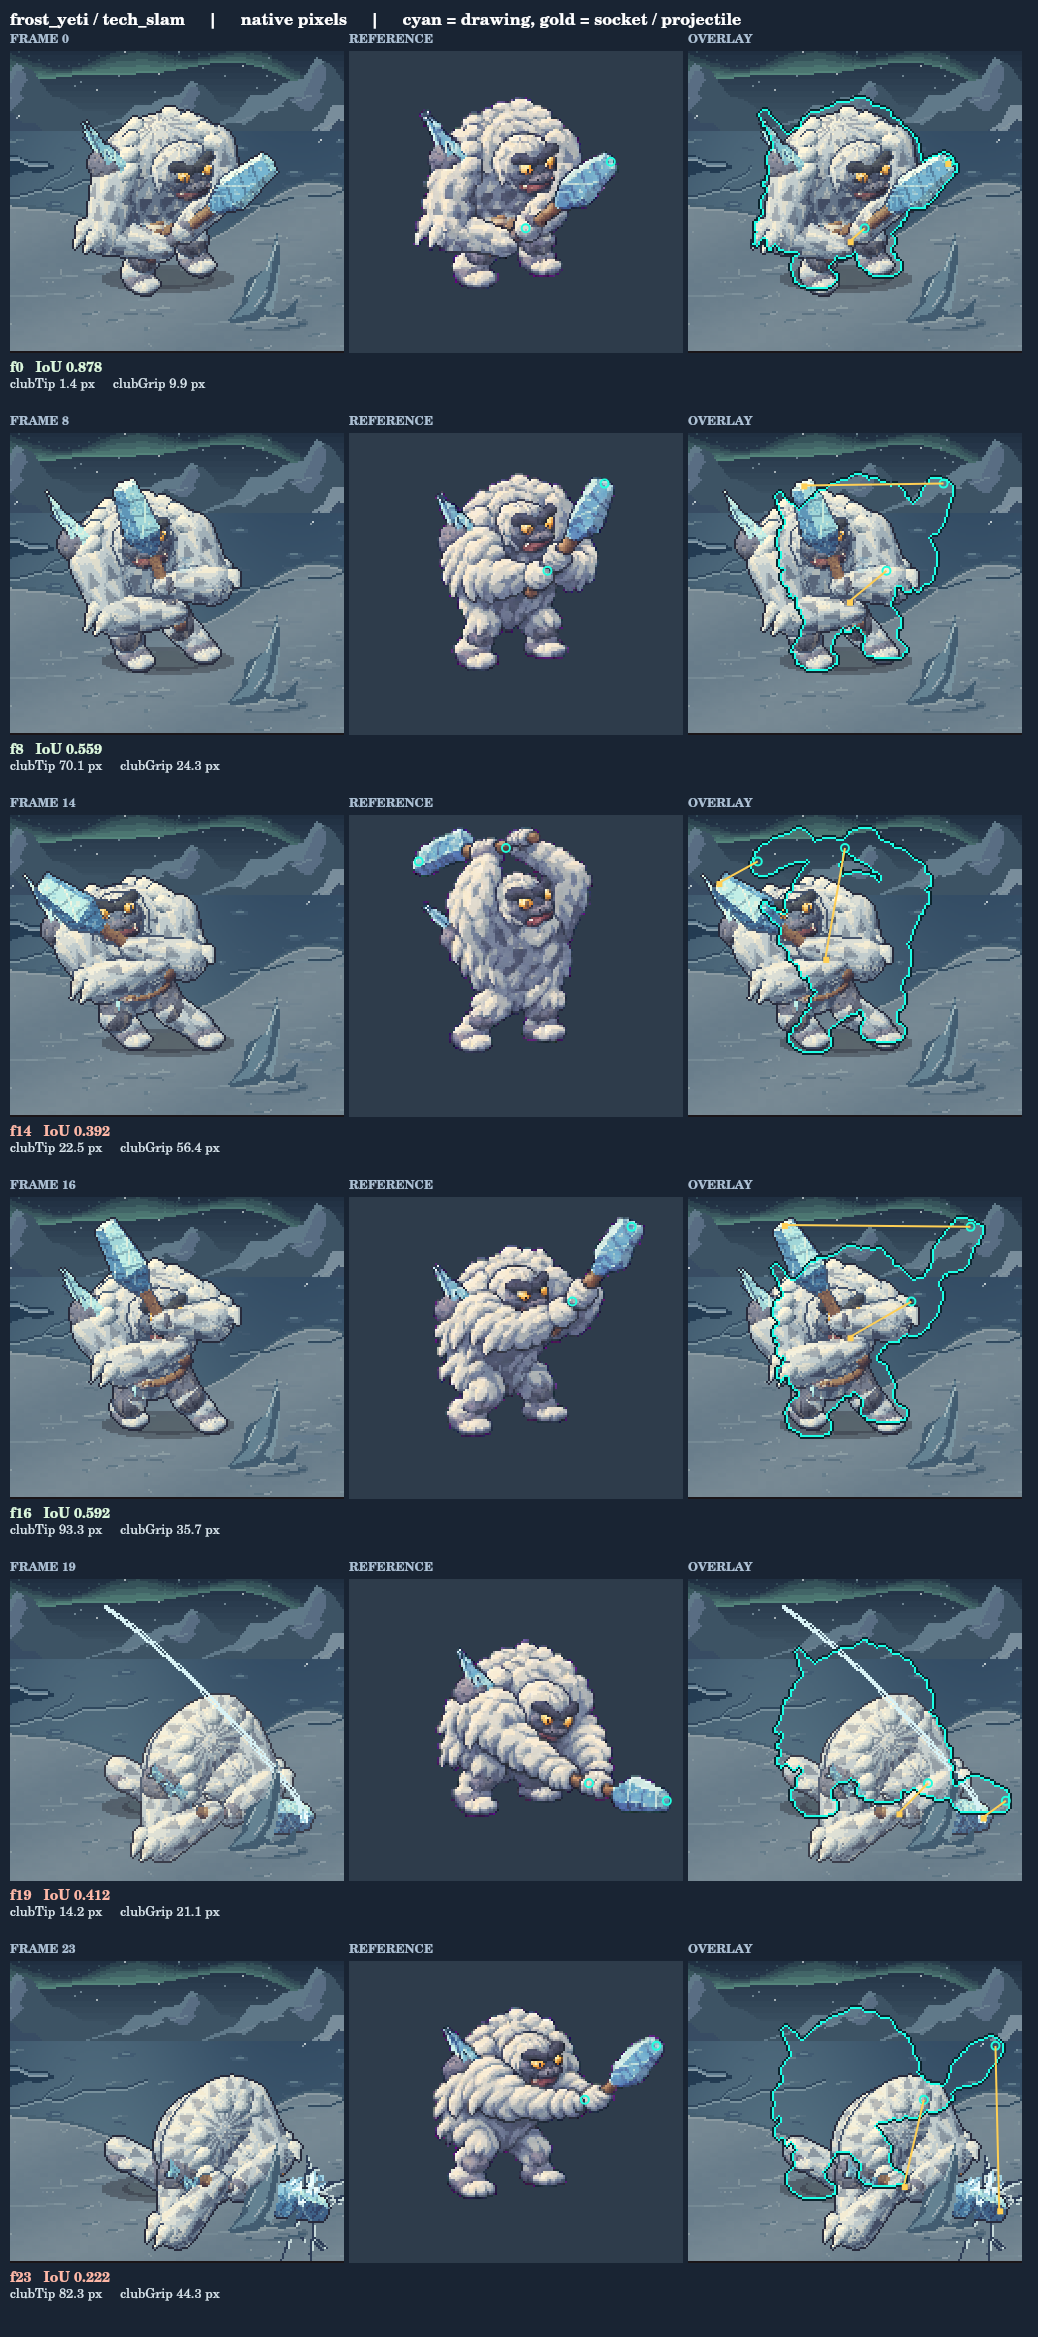 frost_yeti / tech_slam | native pixels | cyan = drawing, gold = socket / projectile
FRAME 0 REFERENCE OVERLAY
f0 IoU 0.878
clubTip 1.4 px clubGrip 9.9 px
FRAME 8 REFERENCE OVERLAY
f8 IoU 0.559
clubTip 70.1 px clubGrip 24.3 px
FRAME 14 REFERENCE OVERLAY
f14 IoU 0.392
clubTip 22.5 px clubGrip 56.4 px
FRAME 16 REFERENCE OVERLAY
f16 IoU 0.592
clubTip 93.3 px clubGrip 35.7 px
FRAME 19 REFERENCE OVERLAY
f19 IoU 0.412
clubTip 14.2 px clubGrip 21.1 px
FRAME 23 REFERENCE OVERLAY
f23 IoU 0.222
clubTip 82.3 px clubGrip 44.3 px